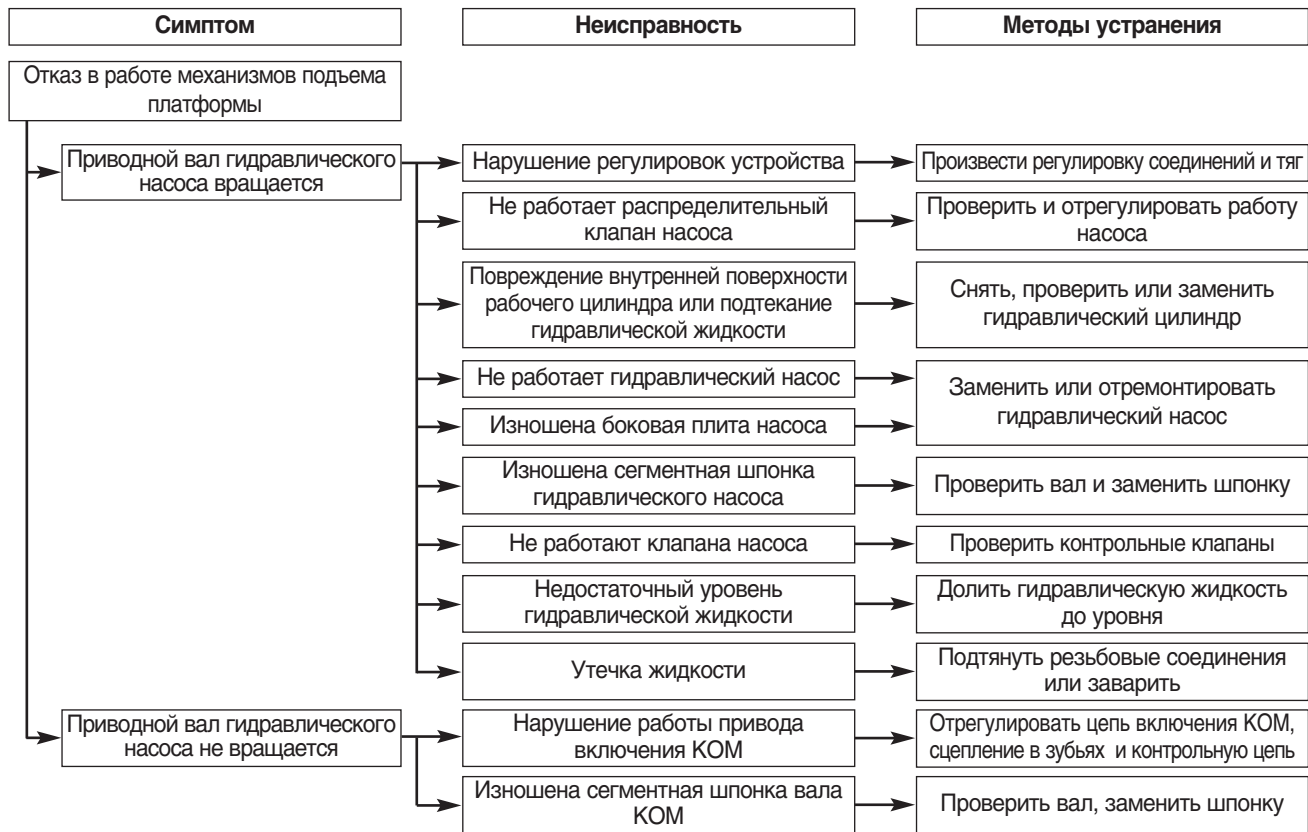 Симптом
Неисправность
Методы устранения
Отказ в работе механизмов подъема
платформы
Приводной вал гидравлического
насоса вращается
Нарушение регулировок устройства
Произвести регулировку соединений и тяг
Не работает распределительный
клапан насоса
Проверить и отрегулировать работу
насоса
Повреждение внутренней поверхности
рабочего цилиндра или подтекание
гидравлической жидкости
Снять, проверить или заменить
гидравлический цилиндр
Не работает гидравлический насос
Изношена боковая плита насоса
Заменить или отремонтировать
гидравлический насос
Изношена сегментная шпонка
гидравлического насоса
Проверить вал и заменить шпонку
Не работают клапана насоса
Проверить контрольные клапаны
Недостаточный уровень
гидравлической жидкости
Долить гидравлическую жидкость
до уровня
Утечка жидкости
Подтянуть резьбовые соединения
или заварить
Приводной вал гидравлического
насоса не вращается
Нарушение работы привода
включения КОМ
Отрегулировать цепь включения КОМ,
сцепление в зубьях и контрольную цепь
Изношена сегментная шпонка вала
КОМ
Проверить вал, заменить шпонку